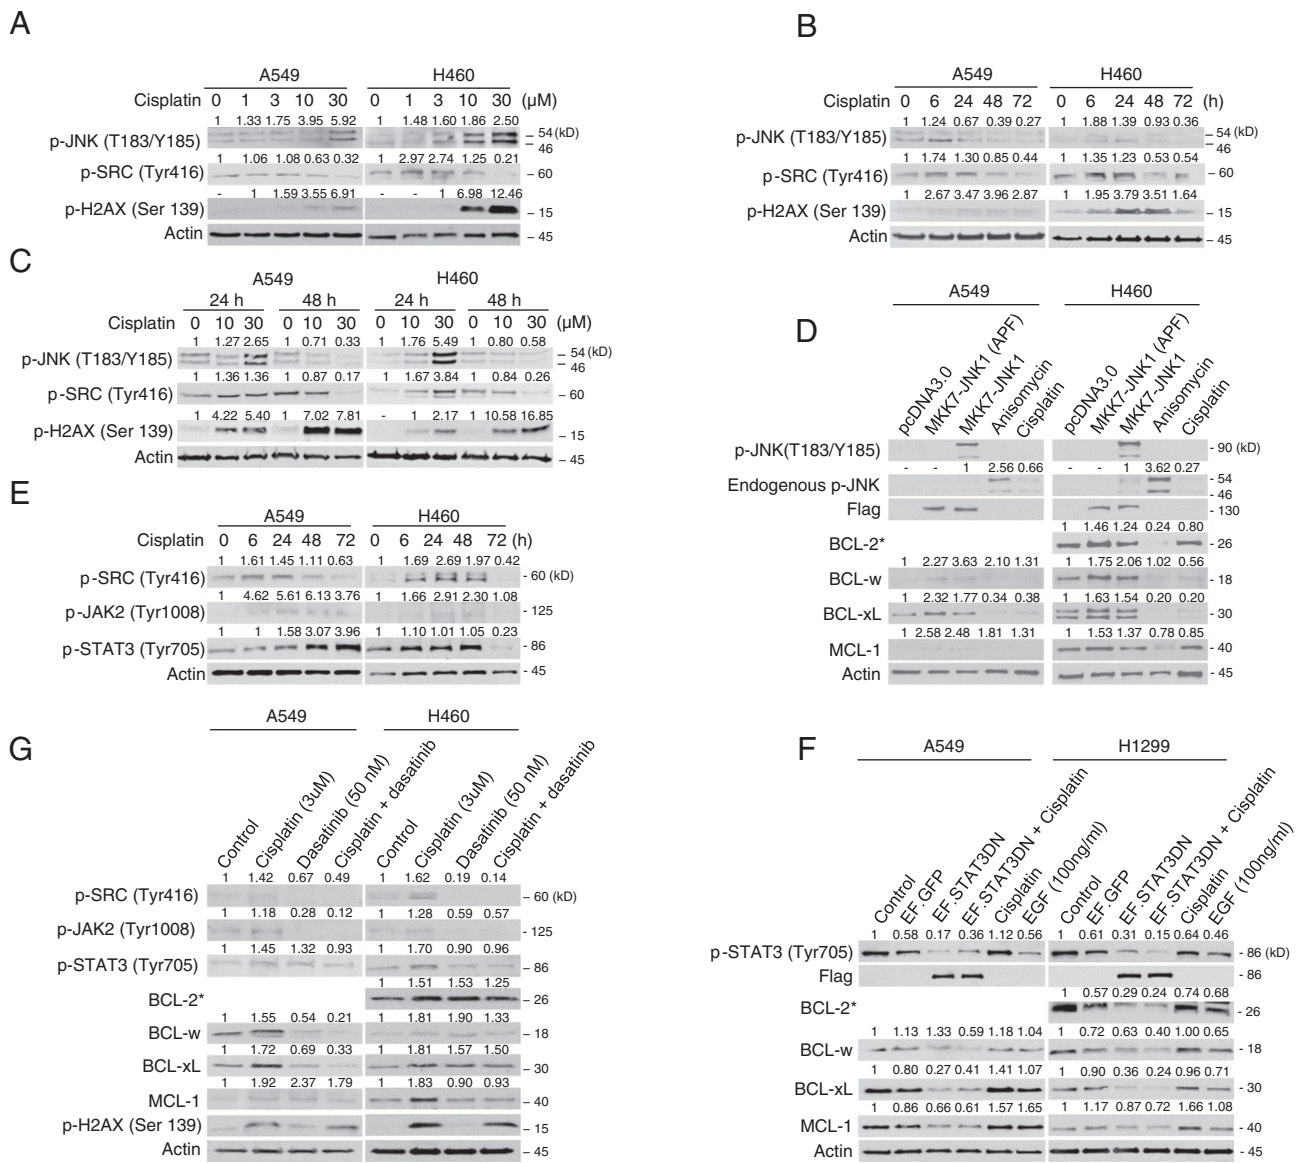 A
A549 H460
Cisplatin 0 1 3 10 30 0 1 3 10 30 (μM)
1 1.33 1.75 3.95 5.92 1 1.48 1.60 1.86 2.50
p-JNK (T183/Y185) – 54 (kD)
– 46
1 1.06 1.08 0.63 0.32 1 2.97 2.74 1.25 0.21
p-SRC (Tyr416) – 60
- 1 1.59 3.55 6.91 - - 1 6.98 12.46
p-H2AX (Ser 139) – 15
Actin – 45
B
A549 H460
Cisplatin 0 6 24 48 72 0 6 24 48 72 (h)
1 1.24 0.67 0.39 0.27 1 1.88 1.39 0.93 0.36
p-JNK (T183/Y185) – 54 (kD)
– 46
1 1.74 1.30 0.85 0.44 1 1.35 1.23 0.53 0.54
p-SRC (Tyr416) – 60
1 2.67 3.47 3.96 2.87 1 1.95 3.79 3.51 1.64
p-H2AX (Ser 139) – 15
Actin – 45
C
A549 H460
24 h 48 h 24 h 48 h
Cisplatin 0 10 30 0 10 30 0 10 30 0 10 30 (μM)
1 1.27 2.65 1 0.71 0.33 1 1.76 5.49 1 0.80 0.58
p-JNK (T183/Y185) – 54 (kD)
– 46
1 1.36 1.36 1 0.87 0.17 1 1.67 3.84 1 0.84 0.26
p-SRC (Tyr416) – 60
1 4.22 5.40 1 7.02 7.81 - 1 2.17 1 10.58 16.85
p-H2AX (Ser 139) – 15
Actin – 45
D
A549 H460
pcDNA3.0 MKK7-JNK1 (APF) MKK7-JNK1 Anisomycin Cisplatin pcDNA3.0 MKK7-JNK1 (APF) MKK7-JNK1 Anisomycin Cisplatin
p-JNK(T183/Y185) - 90 (kD)
- - 1 2.56 0.66 - - 1 3.62 0.27
Endogenous p-JNK - 54
- 46
Flag - 130
1 1.46 1.24 0.24 0.80
BCL-2* - 26
1 2.27 3.63 2.10 1.31 1 1.75 2.06 1.02 0.56
BCL-w - 18
1 2.32 1.77 0.34 0.38 1 1.63 1.54 0.20 0.20
BCL-xL - 30
1 2.58 2.48 1.81 1.31 1 1.53 1.37 0.78 0.85
MCL-1 - 40
Actin - 45
E
A549 H460
Cisplatin 0 6 24 48 72 0 6 24 48 72 (h)
1 1.61 1.45 1.11 0.63 1 1.69 2.69 1.97 0.42
p-SRC (Tyr416) - 60 (kD)
1 4.62 5.61 6.13 3.76 1 1.66 2.91 2.30 1.08
p-JAK2 (Tyr1008) - 125
1 1 1.58 3.07 3.96 1 1.10 1.01 1.05 0.23
p-STAT3 (Tyr705) - 86
Actin - 45
G
A549 H460
Control Cisplatin (3uM) Dasatinib (50 nM) Cisplatin + dasatinib Control Cisplatin (3uM) Dasatinib (50 nM) Cisplatin + dasatinib
1 1.42 0.67 0.49 1 1.62 0.19 0.14
p-SRC (Tyr416) – 60 (kD)
1 1.18 0.28 0.12 1 1.28 0.59 0.57
p-JAK2 (Tyr1008) – 125
1 1.45 1.32 0.93 1 1.70 0.90 0.96
p-STAT3 (Tyr705) – 86
1 1.51 1.53 1.25
BCL-2* – 26
1 1.55 0.54 0.21 1 1.81 1.90 1.33
BCL-w – 18
1 1.72 0.69 0.33 1 1.81 1.57 1.50
BCL-xL – 30
1 1.92 2.37 1.79 1 1.83 0.90 0.93
MCL-1 – 40
p-H2AX (Ser 139) – 15
Actin – 45
F
A549 H1299
Control EF.GFP EF.STAT3DN EF.STAT3DN + Cisplatin Cisplatin EGF (100ng/ml) Control EF.GFP EF.STAT3DN EF.STAT3DN + Cisplatin Cisplatin EGF (100ng/ml)
1 0.58 0.17 0.36 1.12 0.56 1 0.61 0.31 0.15 0.64 0.46
p-STAT3 (Tyr705) - 86 (kD)
Flag - 86
1 0.57 0.29 0.24 0.74 0.68
BCL-2* - 26
1 1.13 1.33 0.59 1.18 1.04 1 0.72 0.63 0.40 1.00 0.65
BCL-w - 18
1 0.80 0.27 0.41 1.41 1.07 1 0.90 0.36 0.24 0.96 0.71
BCL-xL - 30
1 0.86 0.66 0.61 1.57 1.65 1 1.17 0.87 0.72 1.66 1.08
MCL-1 - 40
Actin - 45